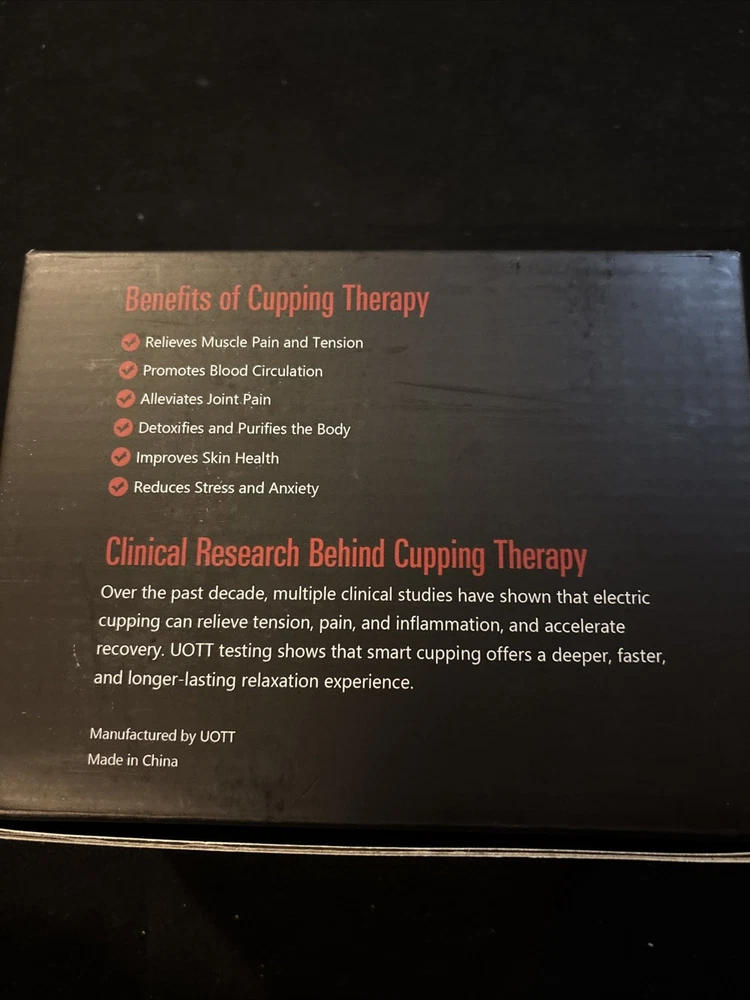 Benefits of Cupping Therapy
Relieves Muscle Pain and Tension
Promotes Blood Circulation
Alleviates Joint Pain
Detoxifies and Purifies the Body
Improves Skin Health
Reduces Stress and Anxiety
Clinical Research Behind Cupping Therapy
Over the past decade, multiple clinical studies have shown that electric
cupping can relieve tension, pain, and inflammation, and accelerate
recovery. UOTT testing shows that smart cupping offers a deeper, faster,
and longer-lasting relaxation experience.
Manufactured by UOTT
Made in China